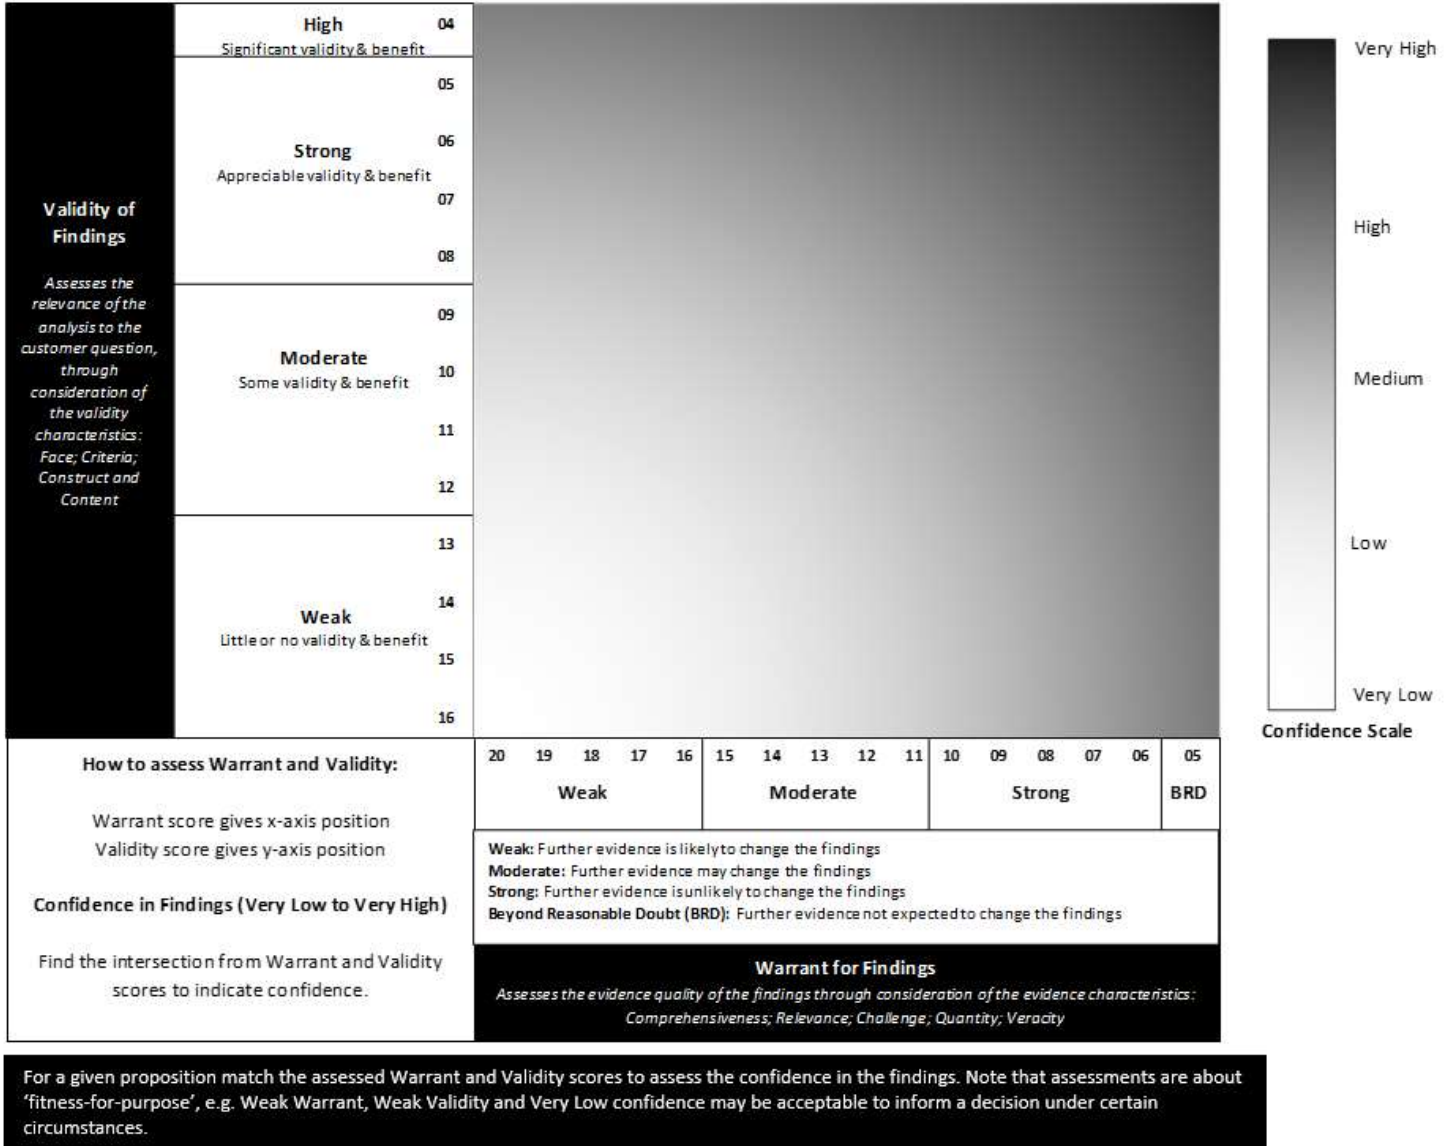 High
Significant validity & benefit
04
05
Strong
Appreciable validity & benefit
06
07
08
Validity of
Findings
Assesses the
relevance of the
analysis to the
customer question,
through
consideration of
the validity
characteristics:
Face; Criteria;
Construct and
Content
09
Moderate
Some validity & benefit
10
11
12
13
Weak
Little or no validity & benefit
14
15
16
Very High
High
Medium
Low
Very Low
Confidence Scale
20 19 18 17 16 15 14 13 12 11 10 09 08 07 06 05
Weak Moderate Strong BRD
How to assess Warrant and Validity:
Warrant score gives x-axis position
Validity score gives y-axis position
Confidence in Findings (Very Low to Very High)
Find the intersection from Warrant and Validity
scores to indicate confidence.
Weak: Further evidence is likely to change the findings
Moderate: Further evidence may change the findings
Strong: Further evidence is unlikely to change the findings
Beyond Reasonable Doubt (BRD): Further evidence not expected to change the findings
Warrant for Findings
Assesses the evidence quality of the findings through consideration of the evidence characteristics:
Comprehensiveness; Relevance; Challenge; Quantity; Veracity
For a given proposition match the assessed Warrant and Validity scores to assess the confidence in the findings. Note that assessments are about
‘fitness-for-purpose’, e.g. Weak Warrant, Weak Validity and Very Low confidence may be acceptable to inform a decision under certain
circumstances.